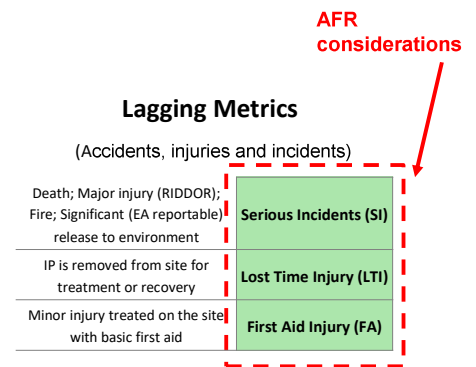 AFR
considerations
Lagging Metrics
(Accidents, injuries and incidents)
Death; Major injury (RIDDOR);
Fire; Significant (EA reportable)
release to environment
Serious Incidents (SI)
IP is removed from site for
treatment or recovery
Lost Time Injury (LTI)
Minor injury treated on the site
with basic first aid
First Aid Injury (FA)